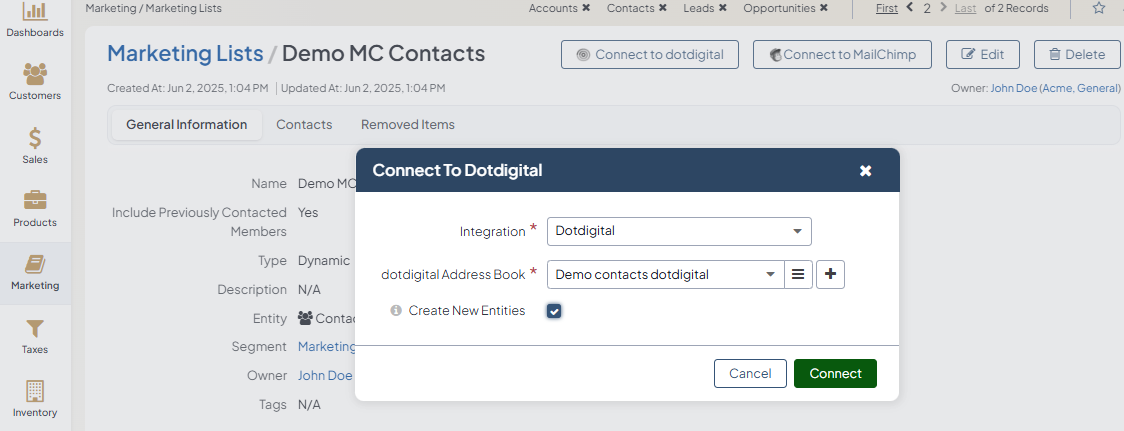 Marketing / Marketing Lists
Accounts ✖ Contacts ✖ Leads ✖ Opportunities ✖
First < 2 > Last of 2 Records
Dashboards
Customers
Sales
Products
Marketing
Taxes
Inventory
Marketing Lists / Demo MC Contacts
Connect to dotdigital
Connect to MailChimp
Edit
Delete
Created At: Jun 2, 2025, 1:04 PM | Updated At: Jun 2, 2025, 1:04 PM
Owner: John Doe (Acme, General)
General Information Contacts Removed Items
Name Demo MC
Include Previously Contacted
Members
Yes
Type Dynamic
Description N/A
Entity Contac
Segment Marketing
Owner John Doe
Tags N/A
Connect To Dotdigital
Integration * Dotdigital
dotdigital Address Book * Demo contacts dotdigital
Create New Entities
Cancel Connect